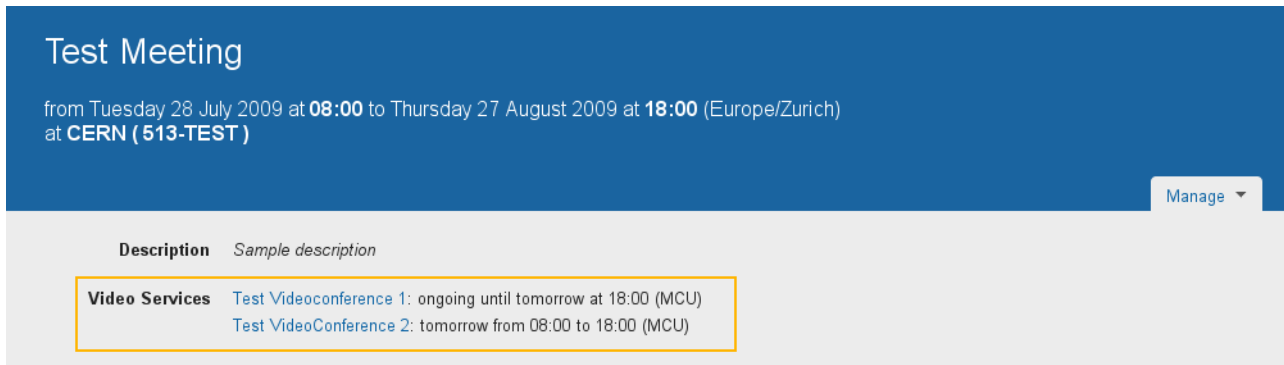 Test Meeting
from Tuesday 28 July 2009 at 08:00 to Thursday 27 August 2009 at 18:00 (Europe/Zurich)
at CERN ( 513-TEST )
Manage
Description Sample description
Video Services Test Videoconference 1: ongoing until tomorrow at 18:00 (MCU)
Test VideoConference 2: tomorrow from 08:00 to 18:00 (MCU)